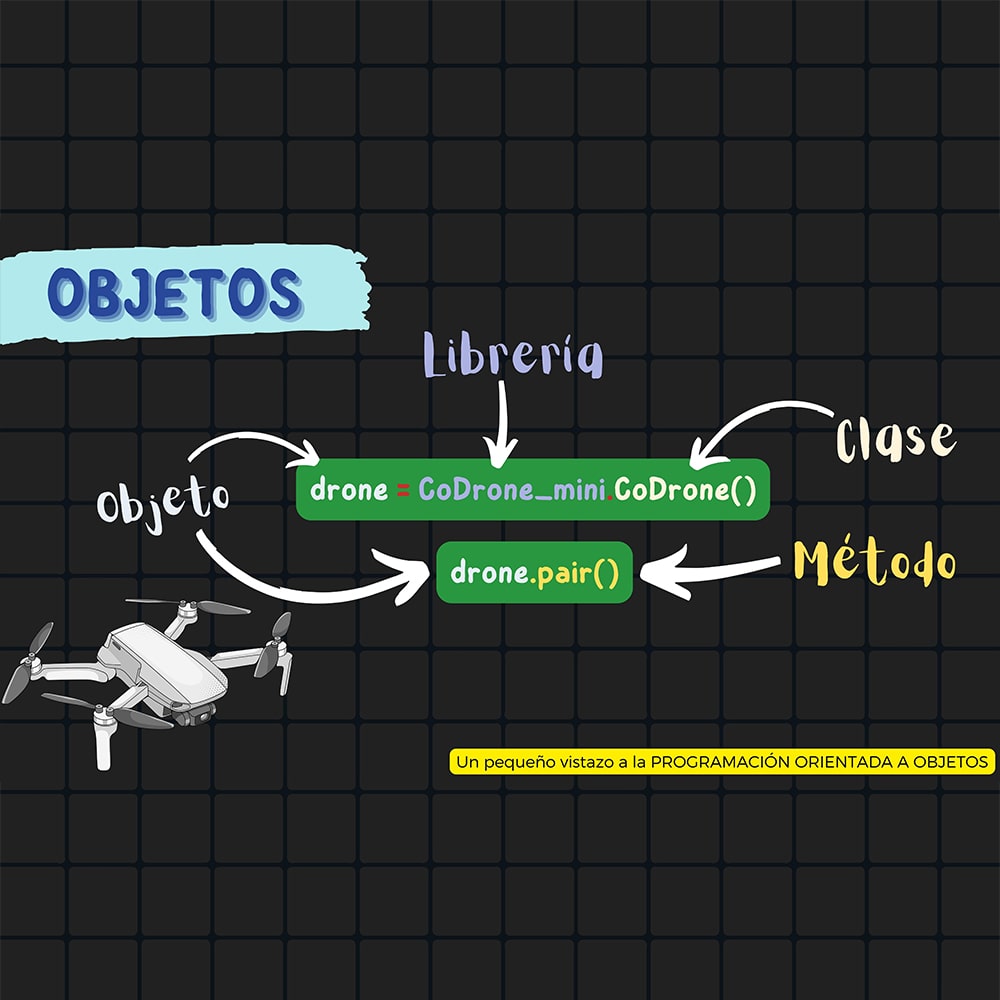 OBJETOS
Librería
Clase
Objeto
drone = CoDrone_mini.CoDrone()
drone.pair()
Método
Un pequeño vistazo a la PROGRAMACIÓN ORIENTADA A OBJETOS